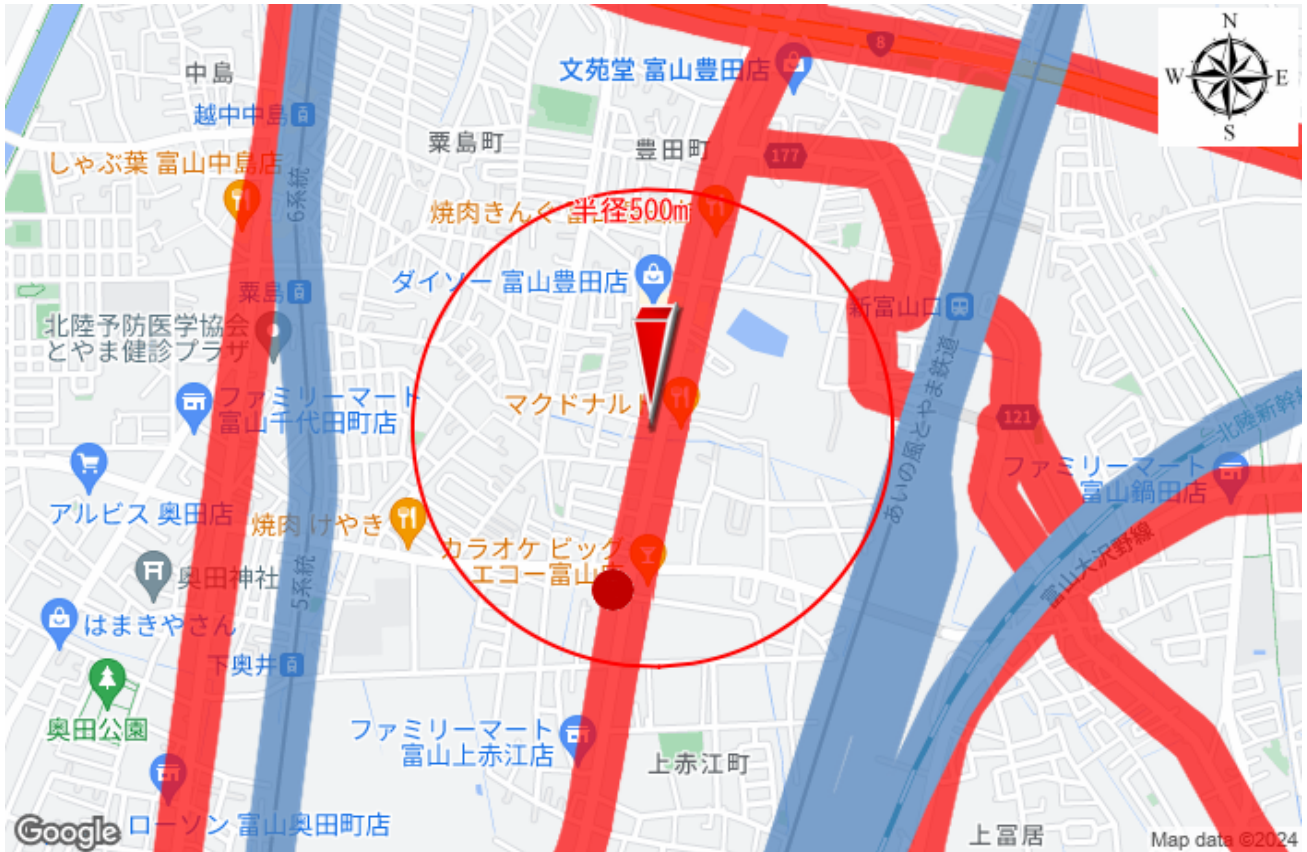 N
W E
S
8
中島
文苑堂 富山豊田店
越中中島
粟島町
豊田町
177
しゃぶ葉 富山中島店
6系統
焼肉きんぐ
半径500m
ダイソー 富山豊田店
粟島
新富山口
北陸予防医学協会
とやま健診プラザ
ファミリーマート
富山千代田町店
マクドナル
121
北陸新幹線
あいの風とやま鉄道
ファミリーマート
富山鍋田店
アルビス 奥田店
焼肉 けやき
カラオケ ビッグ
エコー富山
奥田神社
5系統
富山大沢野線
はまきやさん
下奥井
奥田公園
ファミリーマート
富山上赤江店
上赤江町
ローソン 富山奥田町店
上冨居
Google
Map data ©2024